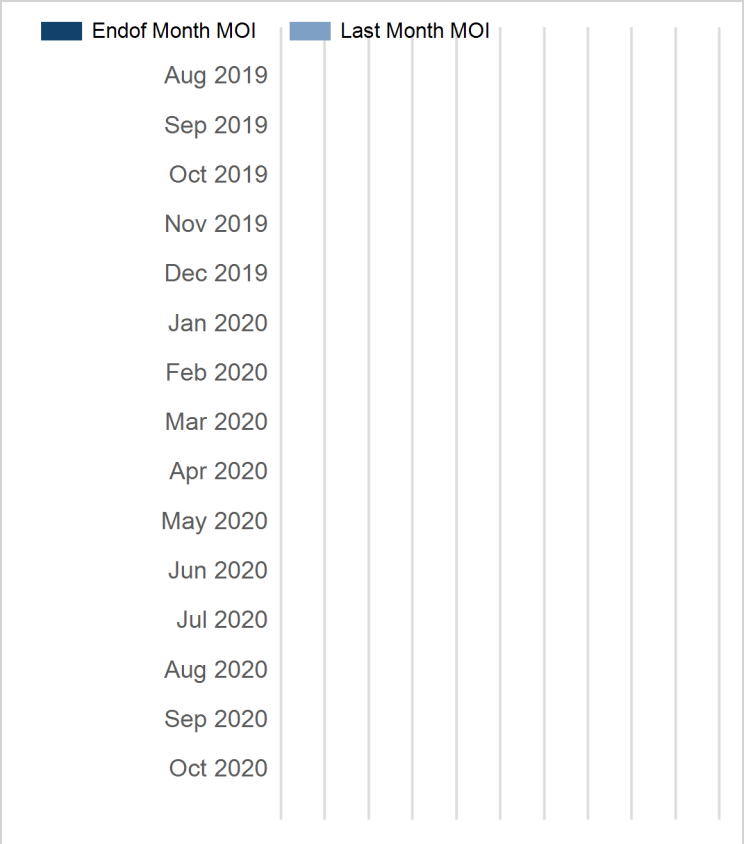 Endof Month MOI Last Month MOI
Aug 2019
Sep 2019
Oct 2019
Nov 2019
Dec 2019
Jan 2020
Feb 2020
Mar 2020
Apr 2020
May 2020
Jun 2020
Jul 2020
Aug 2020
Sep 2020
Oct 2020